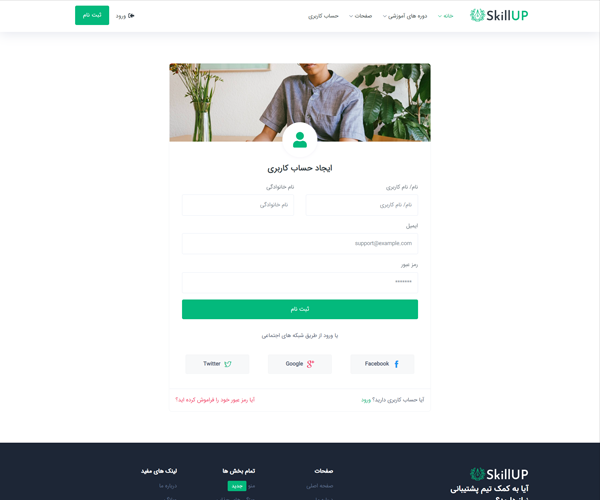 SkillUP
خانه
دوره های آموزشی
صفحات
حساب کاربری
ورود
ثبت نام
ایجاد حساب کاربری
نام/ نام کاربری
نام خانوادگی
نام/ نام کاربری
نام خانوادگی
ایمیل
support@example.com
رمز عبور
*******
ثبت نام
یا ورود از طریق شبکه های اجتماعی
Facebook
Google
Twitter
آیا حساب کاربری دارید؟ ورود
آیا رمز عبور خود را فراموش کرده اید؟
SkillUP
آیا به کمک تیم پشتیبانی
صفحات
صفحه اصلی
تمام بخش ها
جدید
لینک های مفید
درباره ما